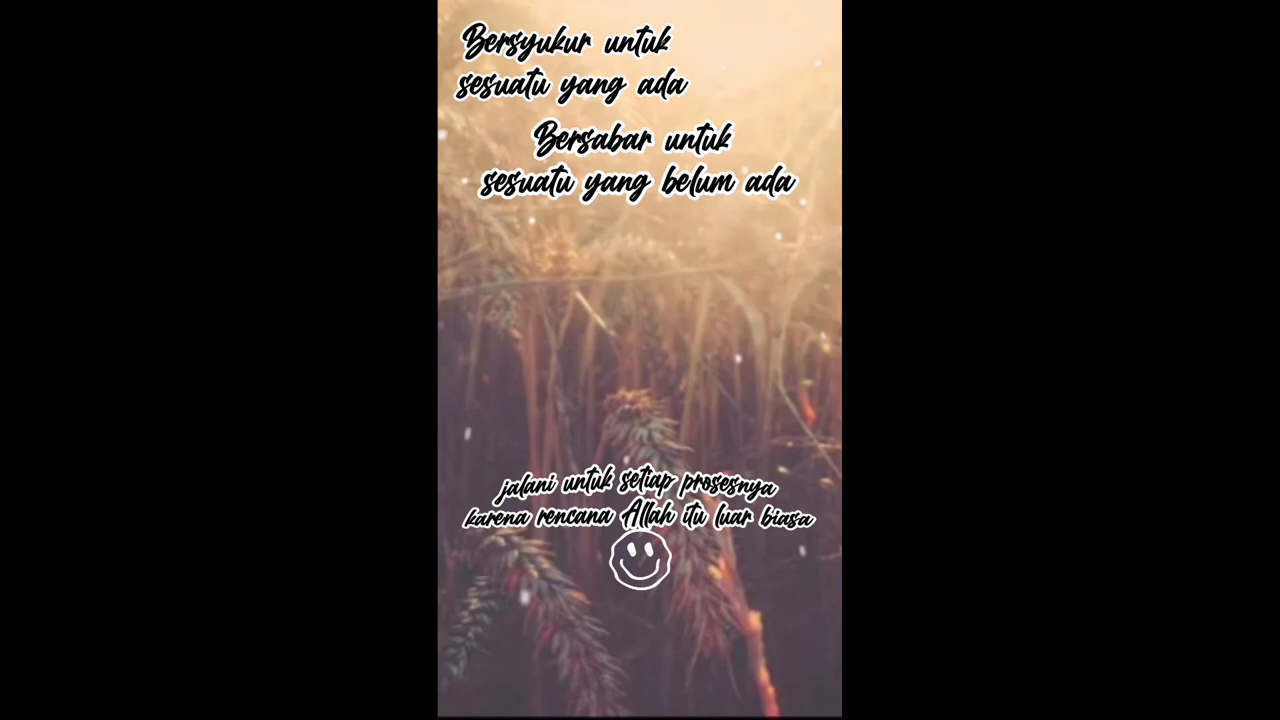 Bersyukur untuk
sesuatu yang ada
Bersabar untuk
sesuatu yang belum ada
jalani untuk setiap prosesnya
karena rencana Allah itu luar biasa